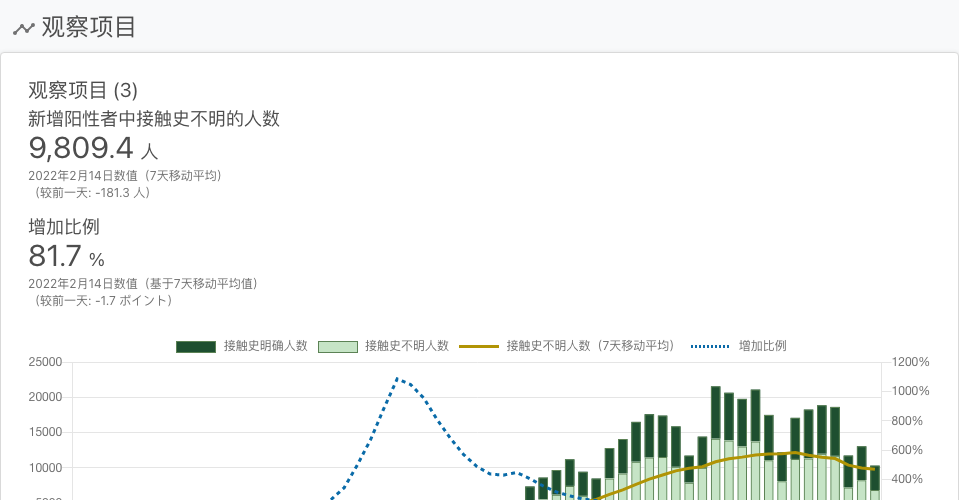 观察项目
观察项目 (3)
新增阳性者中接触史不明的人数
9,809.4 人
2022年2月14日数值（7天移动平均）
（较前一天: -181.3 人）
增加比例
81.7 %
2022年2月14日数值（基于7天移动平均值）
（较前一天: -1.7 ポイント）
接触史明确人数 接触史不明人数 接触史不明人数（7天移动平均） 增加比例
25000 1200%
20000 1000%
15000 800%
10000 600%
400%